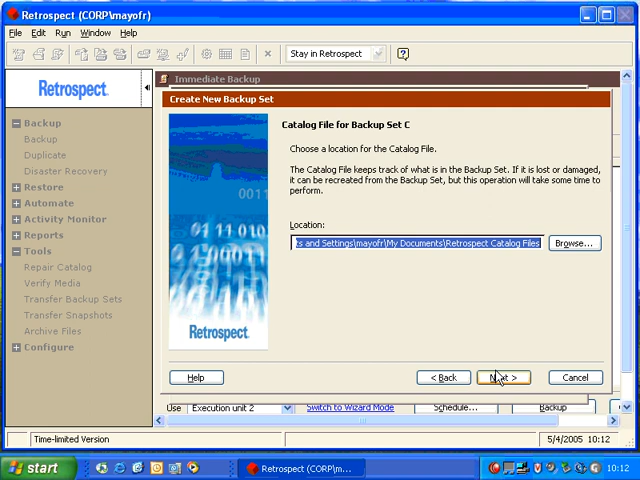 Retrospect (CORP\mayofr)
File Edit Run Window Help
Stay in Retrospect
Retrospect.
Immediate Backup
Create New Backup Set
Backup
Backup
Duplicate
Disaster Recovery
Restore
Automate
Activity Monitor
Reports
Tools
Repair Catalog
Verify Media
Transfer Backup Sets
Transfer Snapshots
Archive Files
Configure
0011
Catalog File for Backup Set C
Choose a location for the Catalog File.
The Catalog File keeps track of what is in the Backup Set. If it is lost or damaged,
it can be recreated from the Backup Set, but this operation will take some time to
perform.
Location:
ts and Settings\mayofr\My Documents\Retrospect Catalog Files
Browse...
Retrospect.
Help
< Back
Next >
Cancel
Use Execution unit 2 Switch to Wizard Mode Schedule... Backup
Time-limited Version
5/4/2005 10:12
start
Retrospect (CORP\m...
10:12